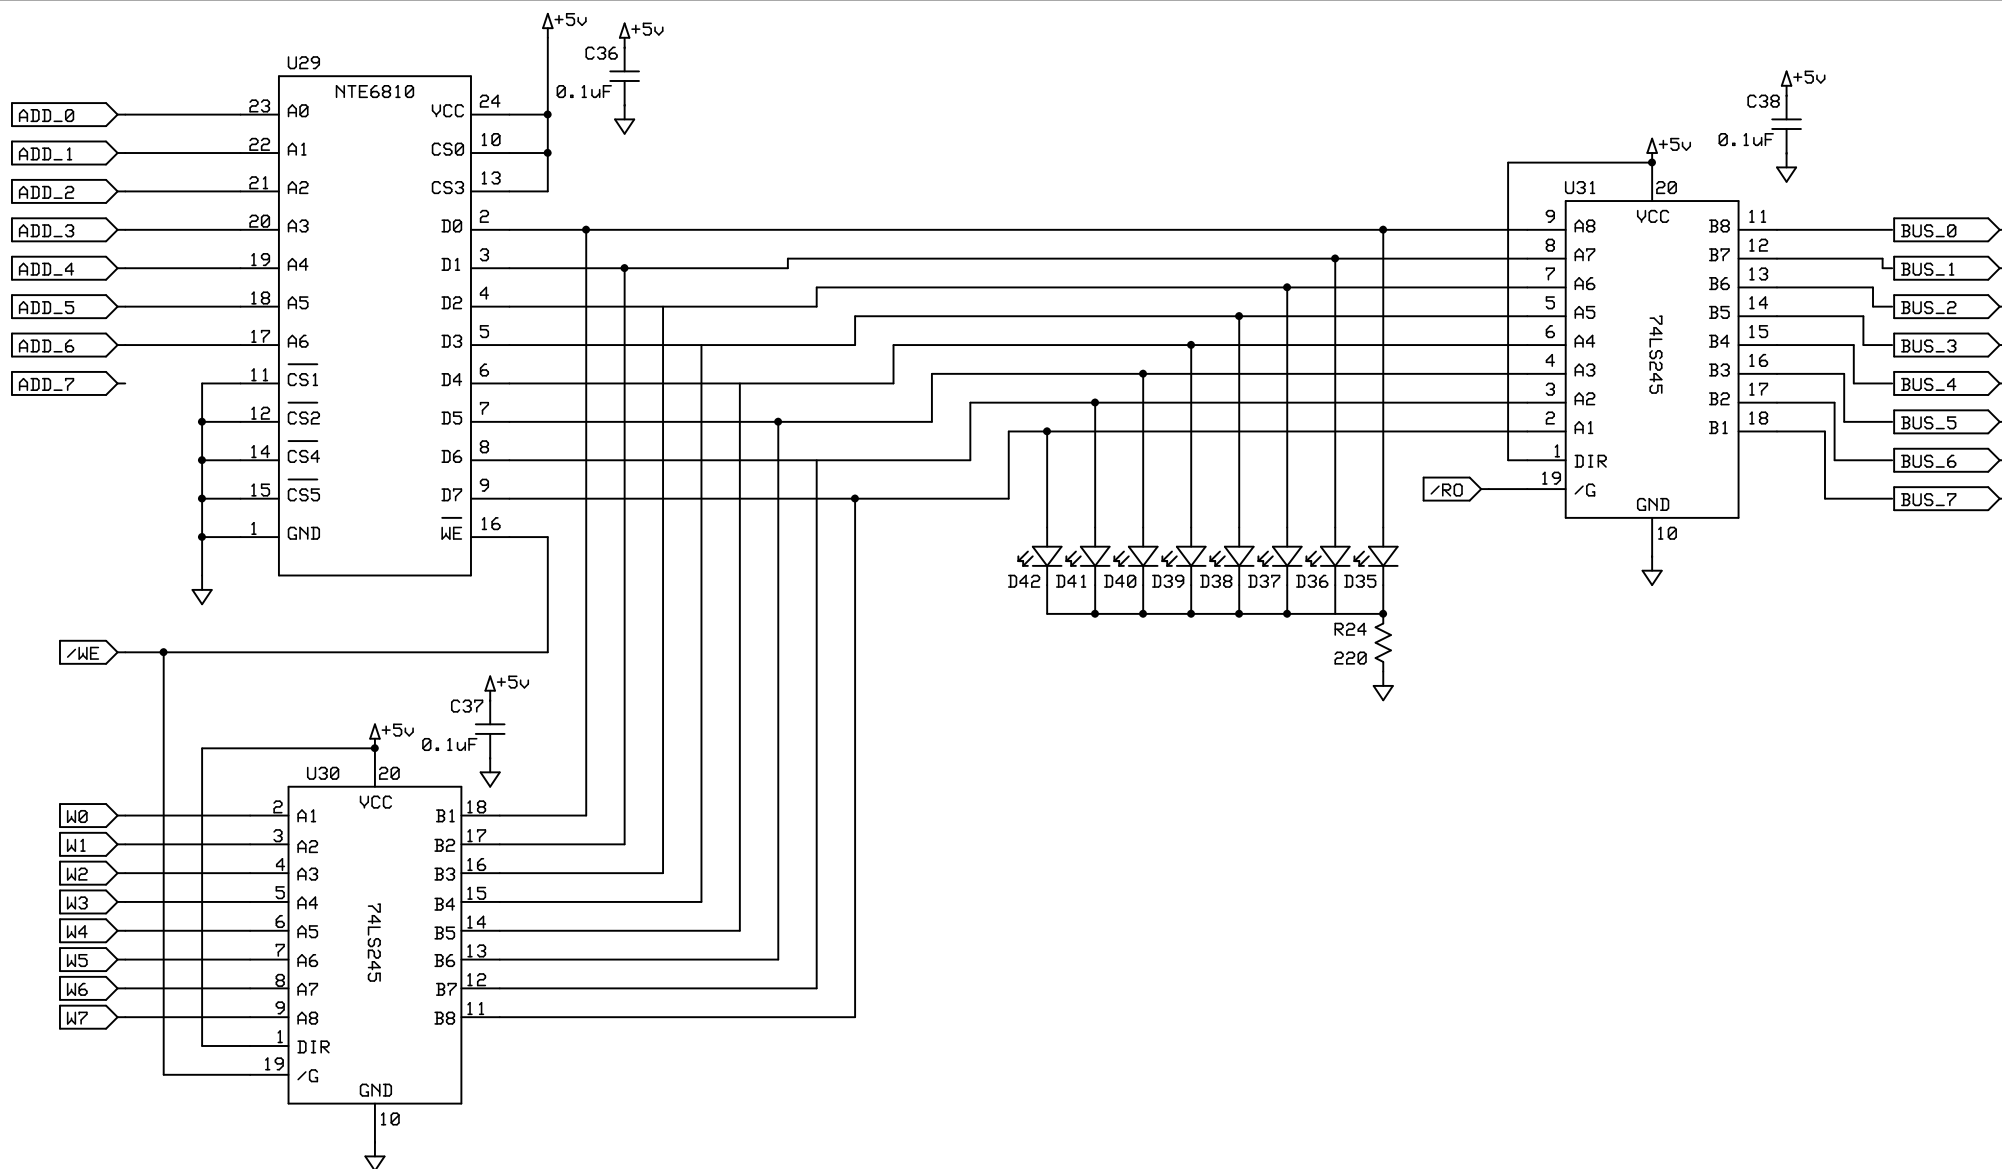 +5v
+5v
C36
0.1uF
U29
NTE6810
ADD_0 23 A0 VCC 24
ADD_1 22 A1 CS0 10
ADD_2 21 A2 CS3 13
ADD_3 20 A3 D0 2
ADD_4 19 A4 D1 3
ADD_5 18 A5 D2 4
ADD_6 17 A6 D3 5
ADD_7 11 CS1 D4 6
12 CS2 D5 7
14 CS4 D6 8
15 CS5 D7 9
1 GND WE 16
+5v
C38
0.1uF
+5v
U31
20
VCC
74LS245
9 A8 B8 11 BUS_0
8 A7 B7 12 BUS_1
7 A6 B6 13 BUS_2
5 A5 B5 14 BUS_3
6 A4 B4 15 BUS_4
4 A3 B3 16 BUS_5
3 A2 B2 17 BUS_6
2 A1 B1 18 BUS_7
1 DIR
/RO 19 /G
GND
10
D42 D41 D40 D39 D38 D37 D36 D35
R24
220
/WE
+5v
C37
0.1uF
+5v
U30
20
VCC
74LS245
W0 2 A1 B1 18
W1 3 A2 B2 17
W2 4 A3 B3 16
W3 5 A4 B4 15
W4 6 A5 B5 14
W5 7 A6 B6 13
W6 8 A7 B7 12
W7 9 A8 B8 11
1 DIR
19 /G
GND
10